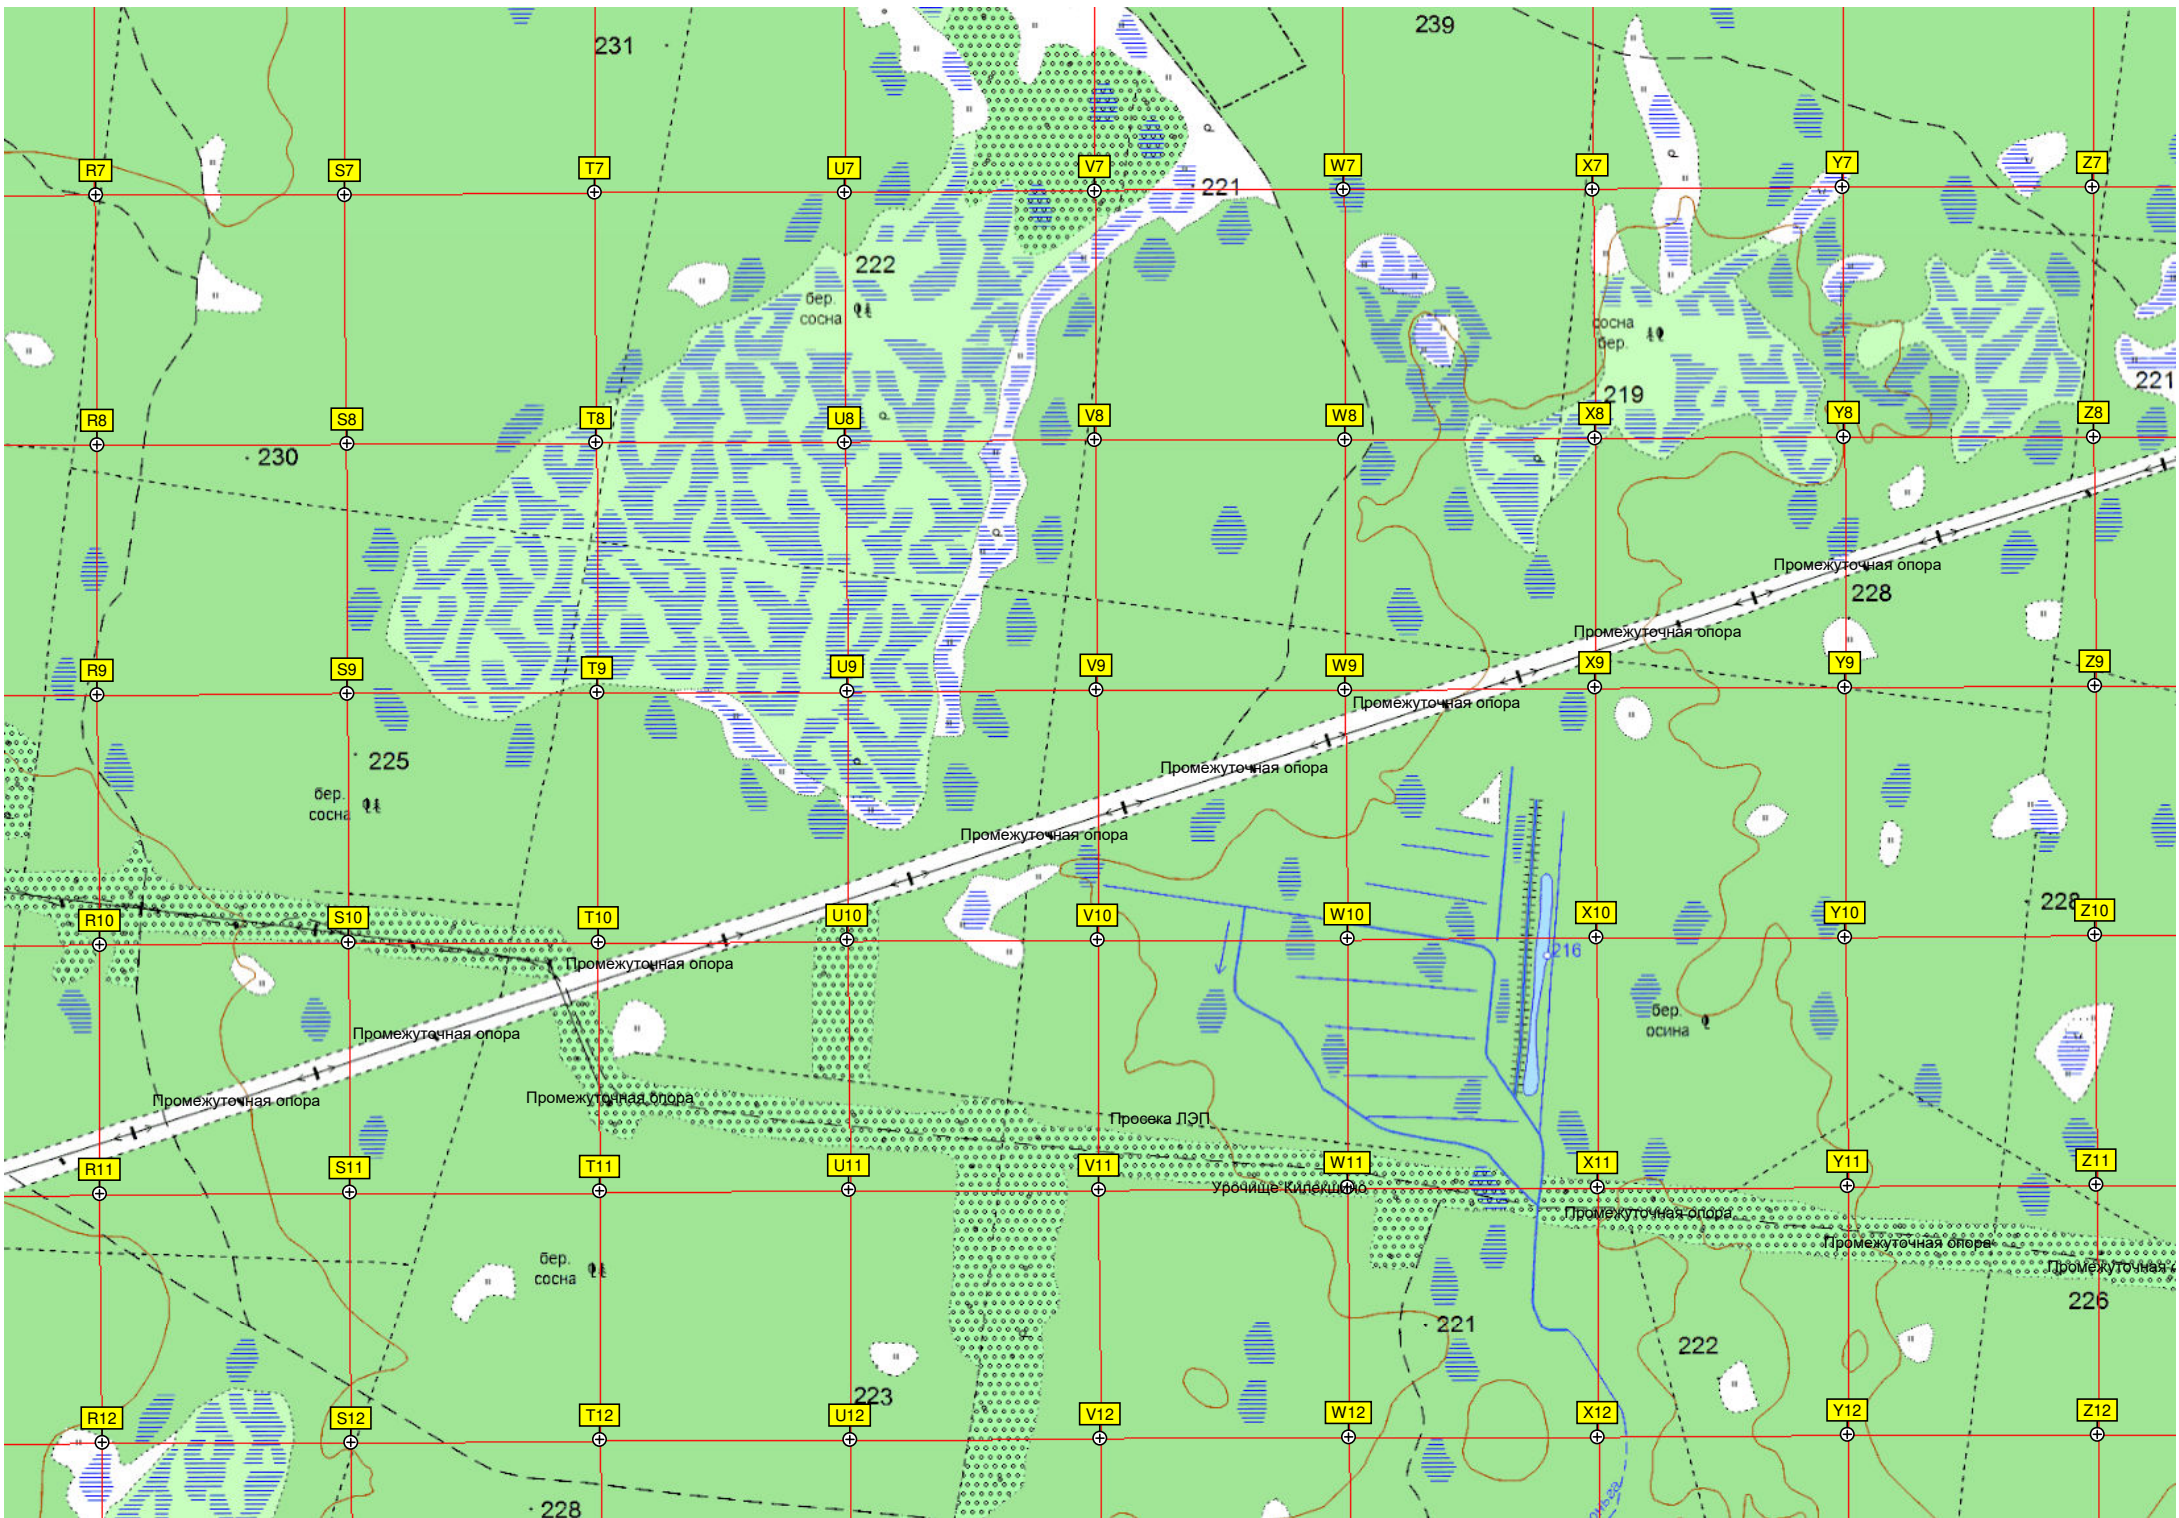 231
239
R7
S7
T7
U7
V7
W7
X7
Y7
Z7
221
222
бер.
сосна
сосна
бер.
219
221
R8
S8
T8
U8
V8
W8
X8
Y8
Z8
230
Промежуточная опора
228
Промежуточная опора
R9
S9
T9
U9
V9
W9
X9
Y9
Z9
Промежуточная опора
225
Промежуточная опора
бер.
сосна
Промежуточная опора
228
R10
S10
T10
U10
V10
W10
X10
Y10
Z10
216
Промежуточная опора
бер.
осина
Промежуточная опора
Промежуточная опора
Промежуточная опора
Просека ЛЭП
R11
S11
T11
U11
V11
W11
X11
Y11
Z11
Урочище Килекшино
Промежуточная опора
Промежуточная опора
бер.
сосна
Промежуточная
226
221
222
223
R12
S12
T12
U12
V12
W12
X12
Y12
Z12
228